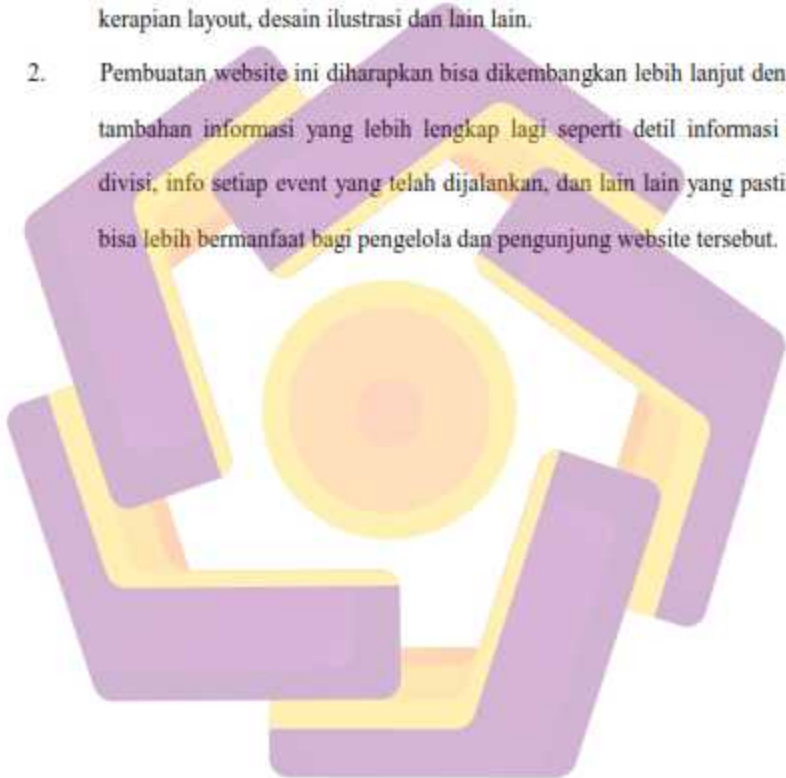 kerapian layout, desain ilustrasi dan lain lain.
2. Pembuatan website ini diharapkan bisa dikembangkan lebih lanjut den
tambahan informasi yang lebih lengkap lagi seperti detil informasi
divisi, info setiap event yang telah dijalankan, dan lain lain yang pasti
bisa lebih bermanfaat bagi pengelola dan pengunjung website tersebut.